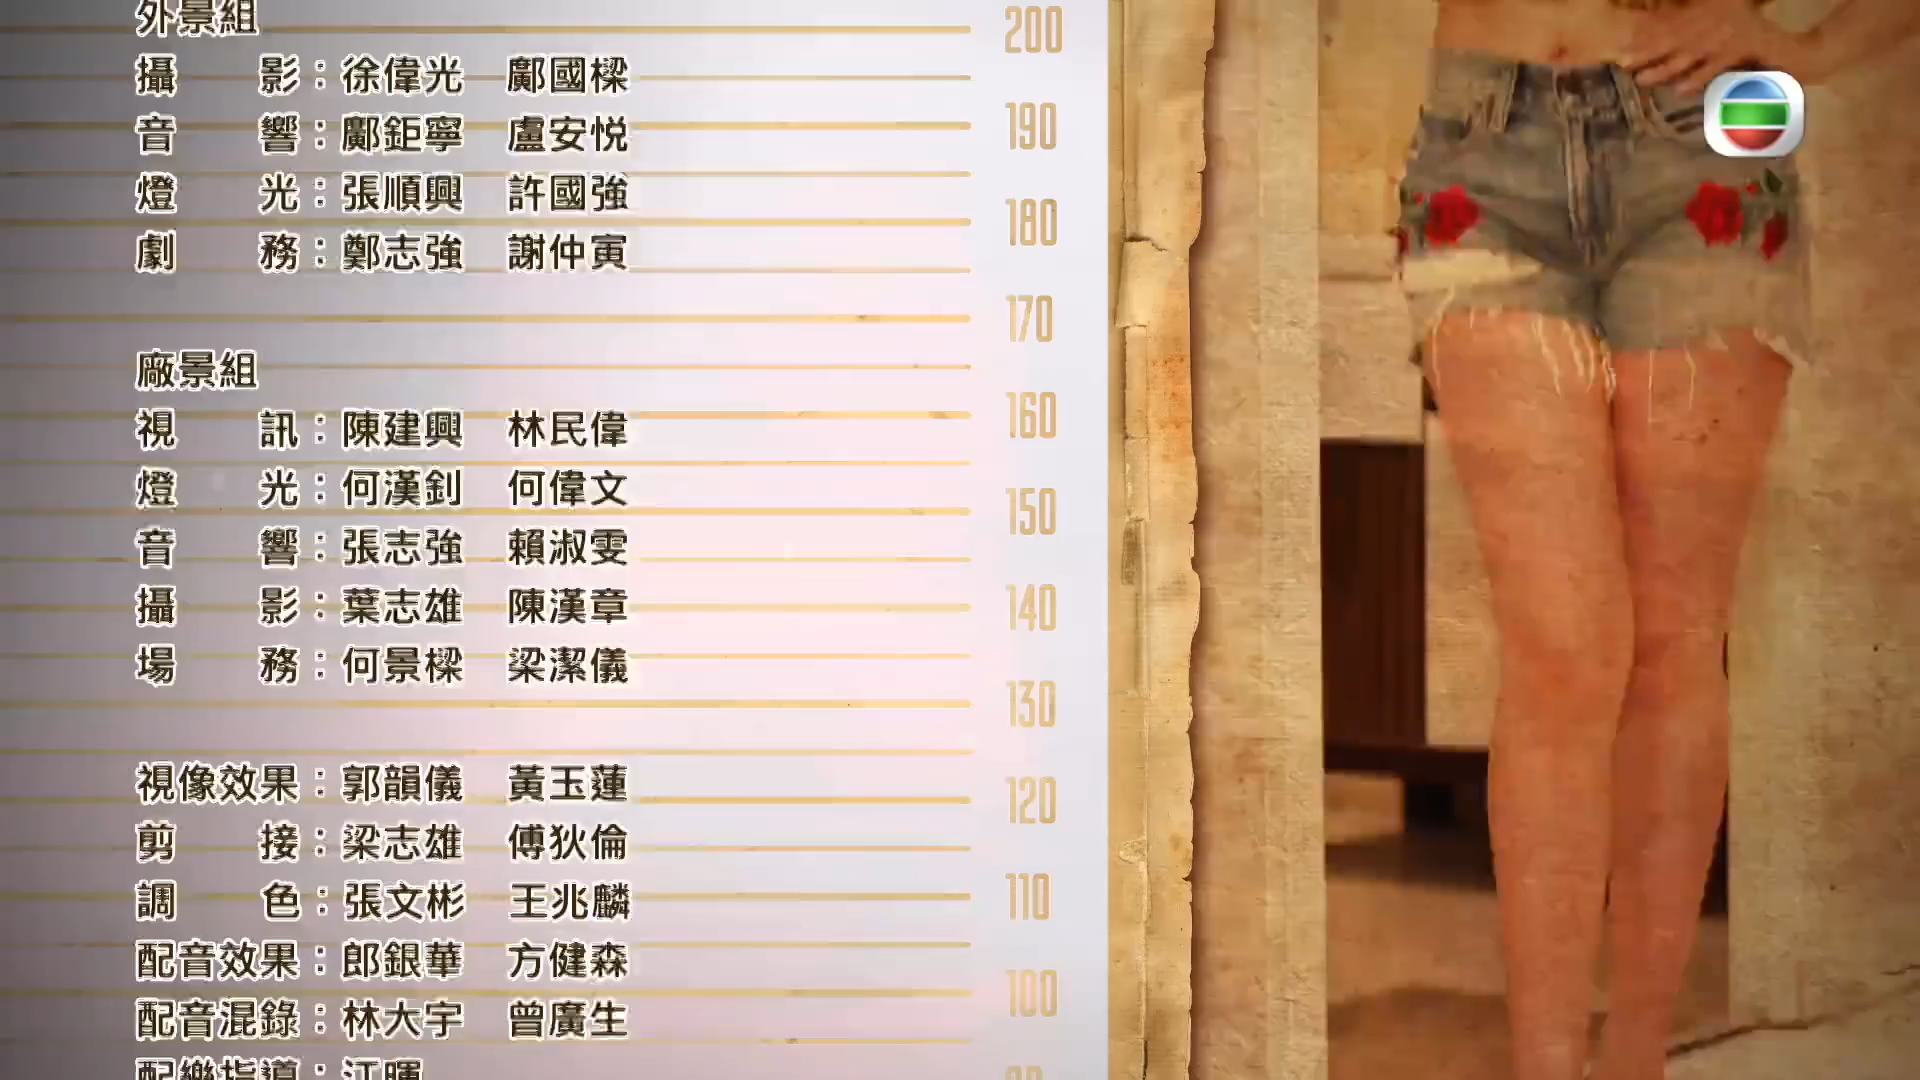 外景組
攝 影：徐偉光 鄺國樑
音 響：鄺鉅寧 盧安悅
燈 光：張順興 許國強
劇 務：鄭志強 謝仲寅
廠景組
視 訊：陳建興 林民偉
燈 光：何漢釗 何偉文
音 響：張志強 賴淑雯
攝 影：葉志雄 陳漢章
場 務：何景樑 梁潔儀
視像效果：郭韻儀 黃玉蓮
剪 接：梁志雄 傅狄倫
調 色：張文彬 王兆麟
配音效果：郎銀華 方健森
配音混錄：林大宇 曾廣生
配樂指導：江暉
200
190
180
170
160
150
140
130
120
110
100